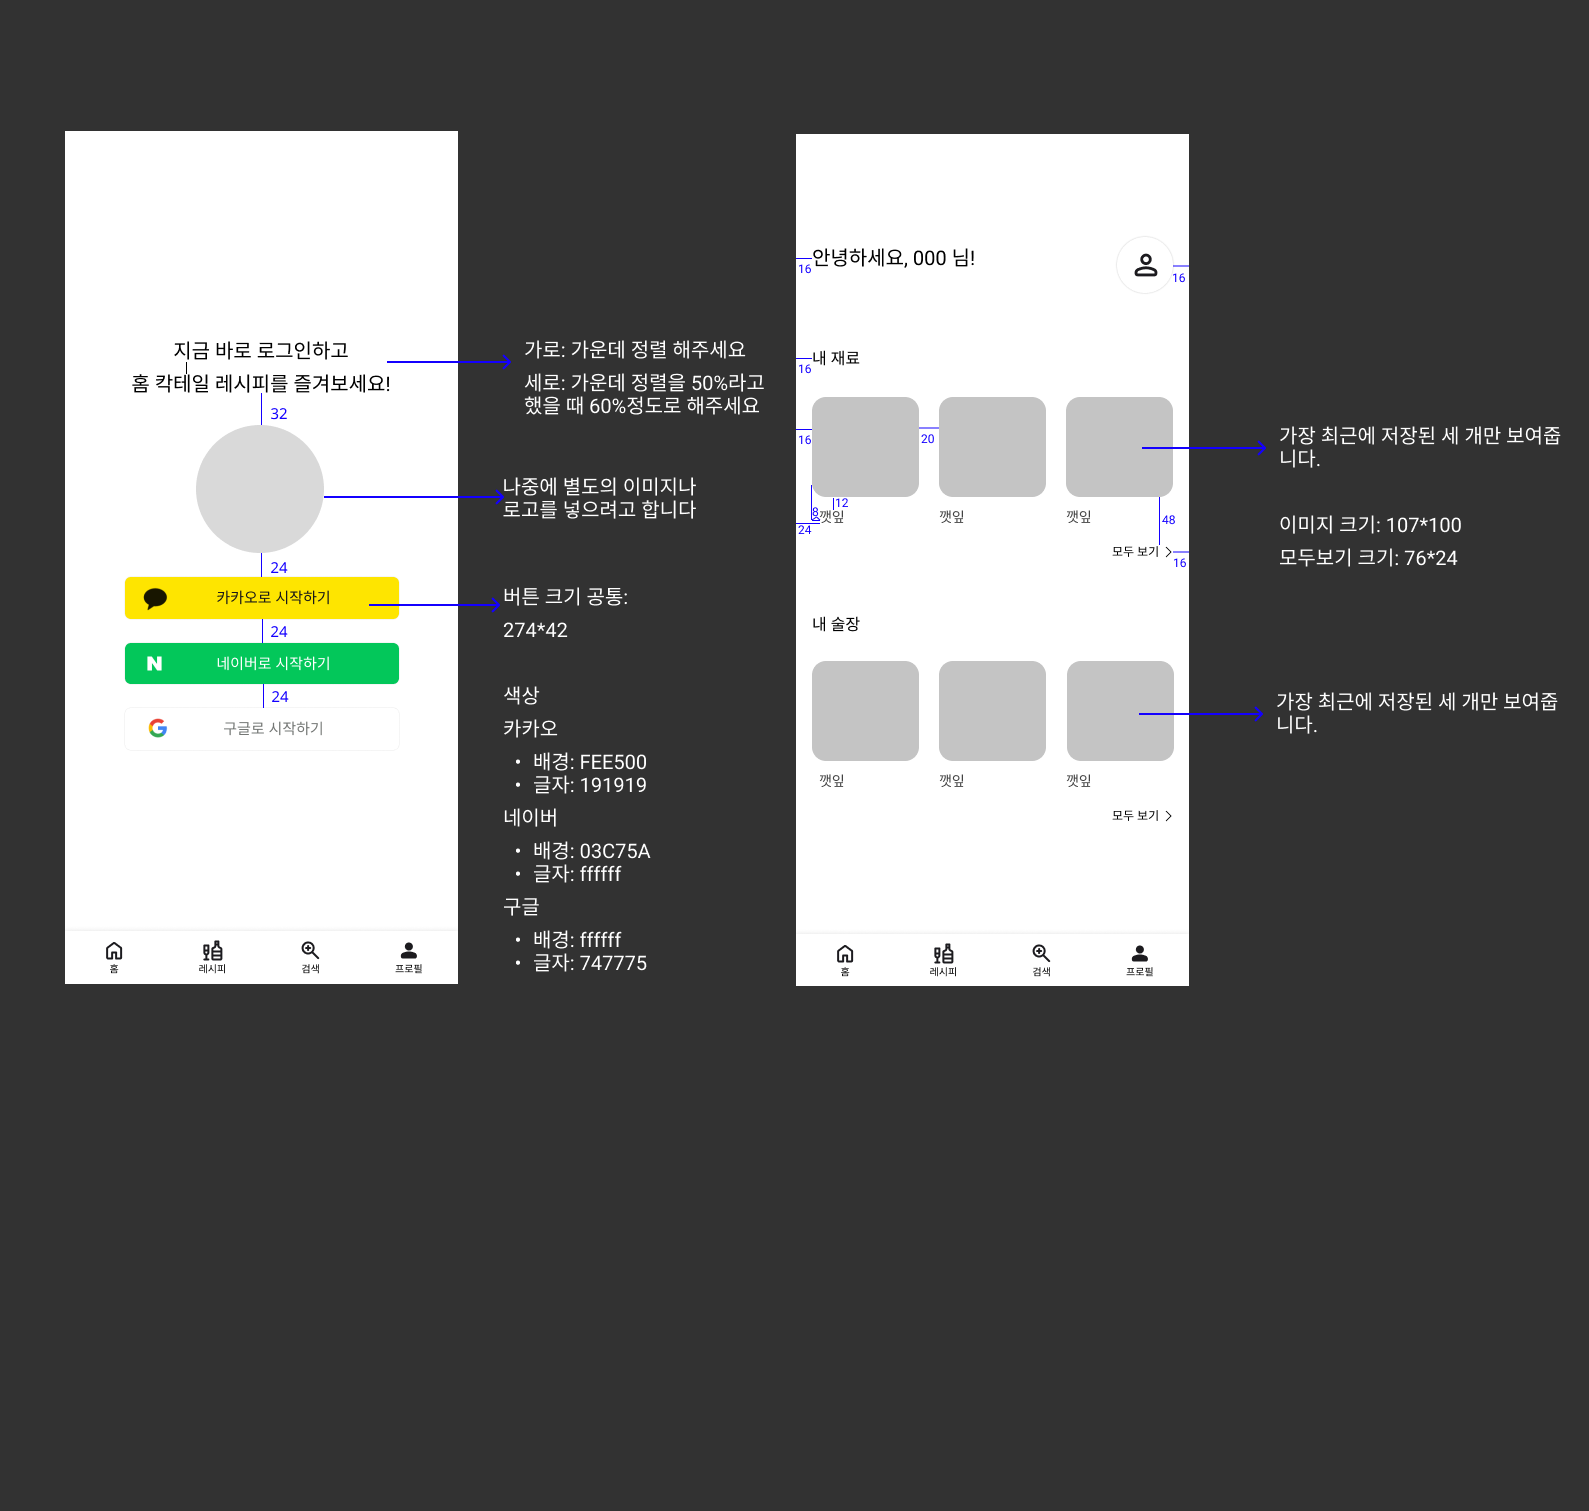 지금 바로 로그인하고
홈 칵테일 레시피를 즐겨보세요!
32
24
카카오로 시작하기
24
네이버로 시작하기
24
구글로 시작하기
홈
레시피
검색
프로필
가로: 가운데 정렬 해주세요
세로: 가운데 정렬을 50%라고
했을 때 60%정도로 해주세요
나중에 별도의 이미지나
로고를 넣으려고 합니다
버튼 크기 공통:
274*42
색상
카카오
• 배경: FEE500
• 글자: 191919
네이버
• 배경: 03C75A
• 글자: ffffff
구글
• 배경: ffffff
• 글자: 747775
안녕하세요, 000 님!
16
16
내 재료
16
16
20
12
8
24
깻잎
깻잎
깻잎
48
모두 보기
16
내 술장
깻잎
깻잎
깻잎
모두 보기
홈
레시피
검색
프로필
가장 최근에 저장된 세 개만 보여줍
니다.
이미지 크기: 107*100
모두보기 크기: 76*24
가장 최근에 저장된 세 개만 보여줍
니다.